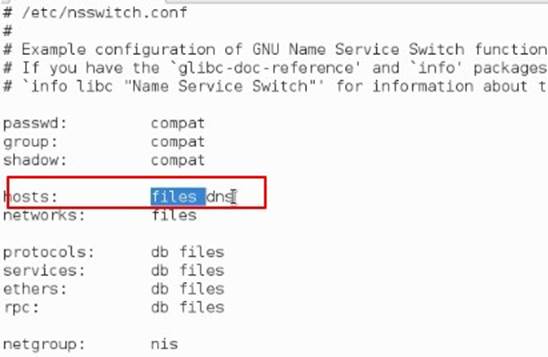 # /etc/nsswitch.conf
#
# Example configuration of GNU Name Service Switch function
# If you have the `glibc-doc-reference' and `info' packages
# `info libc "Name Service Switch"' for information about t
passwd: compat
group: compat
shadow: compat
hosts: files dns
networks: files
protocols: db files
services: db files
ethers: db files
rpc: db files
netgroup: nis